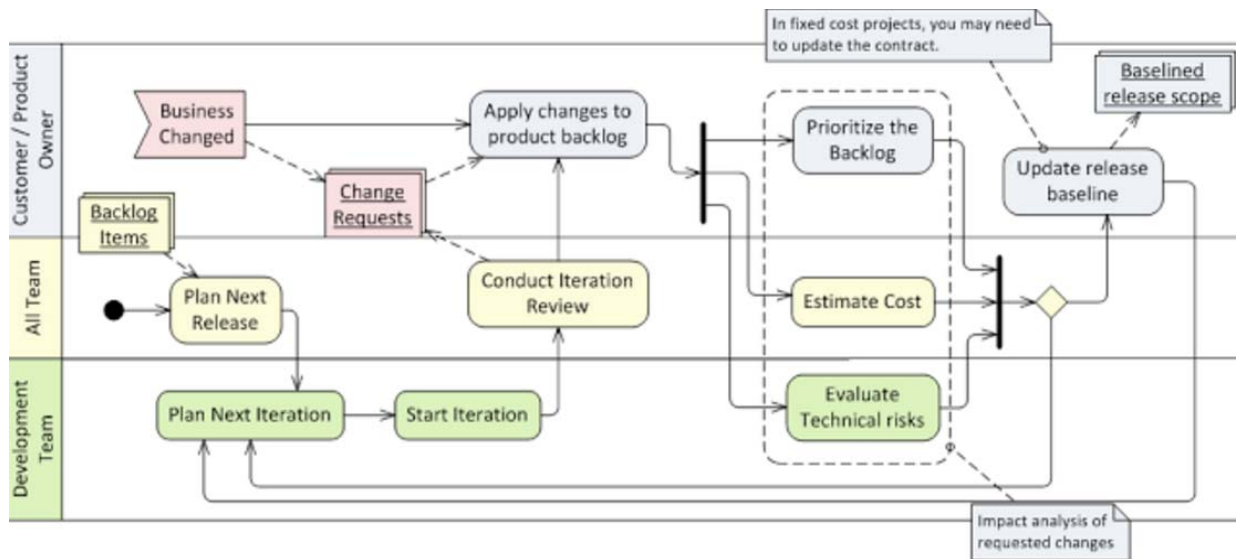 In fixed cost projects, you may need
to update the contract.
Customer / Product
Owner
Business
Changed
Apply changes to
product backlog
Prioritize the
Backlog
Baselined
release scope
Update release
baseline
Change
Requests
Backlog
Items
All Team
Plan Next
Release
Conduct Iteration
Review
Estimate Cost
Development
Team
Plan Next Iteration
Start Iteration
Evaluate
Technical risks
Impact analysis of
requested changes